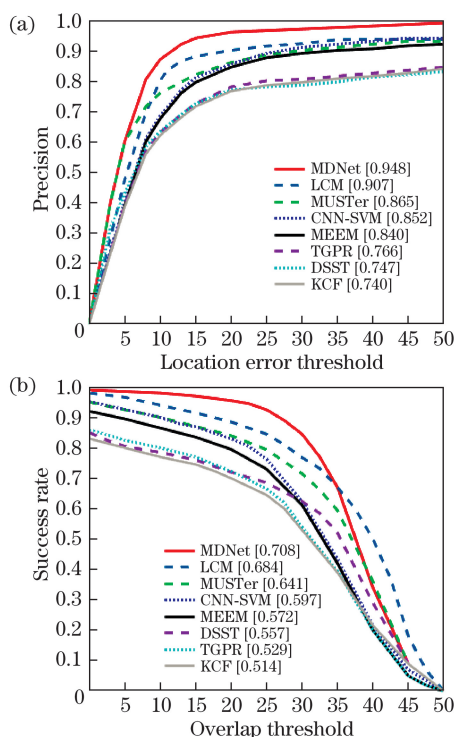 (a)
1.0
0.9
0.8
0.7
0.6
0.5
0.4
0.3
0.2
0.1
0
Precision
MDNet [0.948]
LCM [0.907]
MUSTer [0.865]
CNN-SVM [0.852]
MEEM [0.840]
TGPR [0.766]
DSST [0.747]
KCF [0.740]
5 10 15 20 25 30 35 40 45 50
Location error threshold
(b)
1.0
0.9
0.8
0.7
0.6
0.5
0.4
0.3
0.2
0.1
0
Success rate
MDNet [0.708]
LCM [0.684]
MUSTer [0.641]
CNN-SVM [0.597]
MEEM [0.572]
DSST [0.557]
TGPR [0.529]
KCF [0.514]
5 10 15 20 25 30 35 40 45 50
Overlap threshold